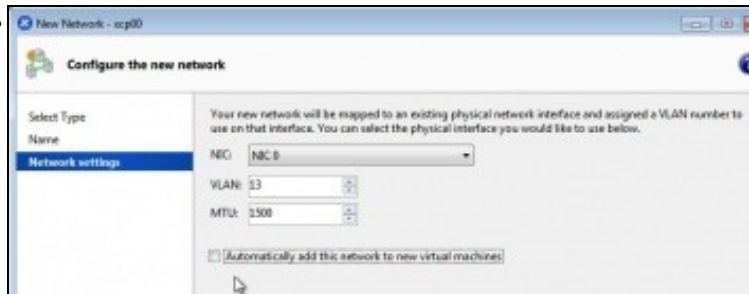 New Network - xcp00
Configure the new network
Select Type
Name
Network settings
Your new network will be mapped to an existing physical network interface and assigned a VLAN number to
use on that interface. You can select the physical interface you would like to use below.
NIC: NIC 0
VLAN: 13
MTU: 1500
Automatically add this network to new virtual machines